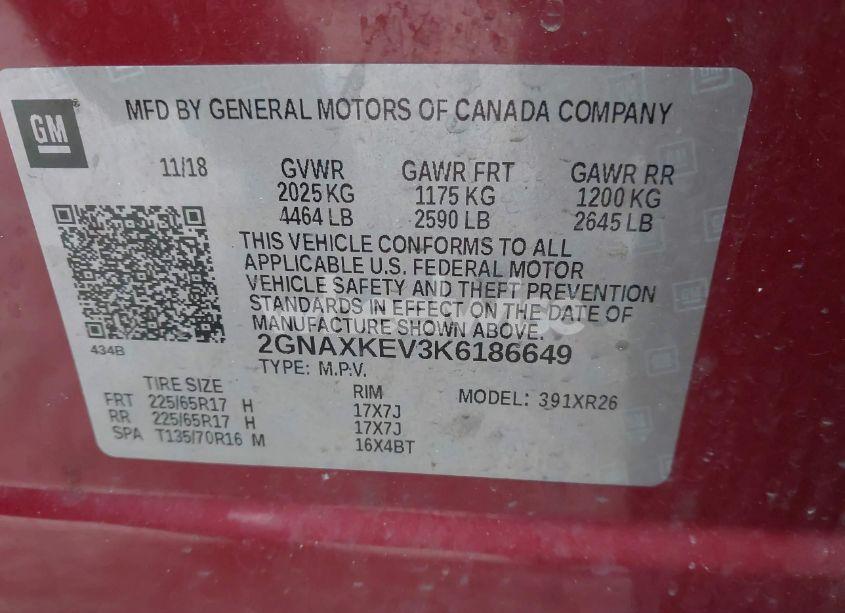 GM
MFD BY GENERAL MOTORS OF CANADA COMPANY
11/18 GVWR GAWR FRT GAWR RR
2025 KG 1175 KG 1200 KG
4464 LB 2590 LB 2645 LB
THIS VEHICLE CONFORMS TO ALL
APPLICABLE U.S. FEDERAL MOTOR
VEHICLE SAFETY AND THEFT PREVENTION
STANDARDS IN EFFECT ON THE DATE OF
MANUFACTURE SHOWN ABOVE.
434B
2GNAXKEV3K6186649
TYPE: M.P.V.
TIRE SIZE RIM MODEL: 391XR26
FRT 225/65R17 H 17X7J
RR 225/65R17 H 17X7J
SPA T135/70R16 M 16X4BT